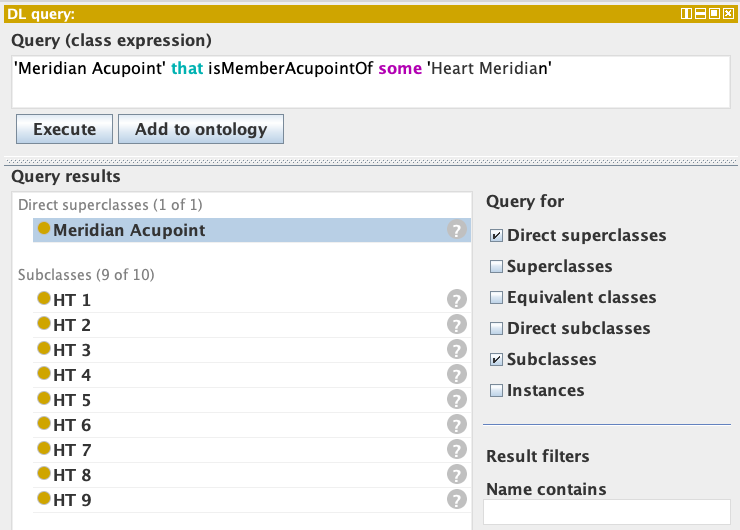 DL query:
Query (class expression)
'Meridian Acupoint' that isMemberAcupointOf some 'Heart Meridian'
Execute
Add to ontology
Query results
Direct superclasses (1 of 1)
Meridian Acupoint
?
Subclasses (9 of 10)
HT 1
?
HT 2
?
HT 3
?
HT 4
?
HT 5
?
HT 6
?
HT 7
?
HT 8
?
HT 9
?
Query for
Direct superclasses
Superclasses
Equivalent classes
Direct subclasses
Subclasses
Instances
Result filters
Name contains